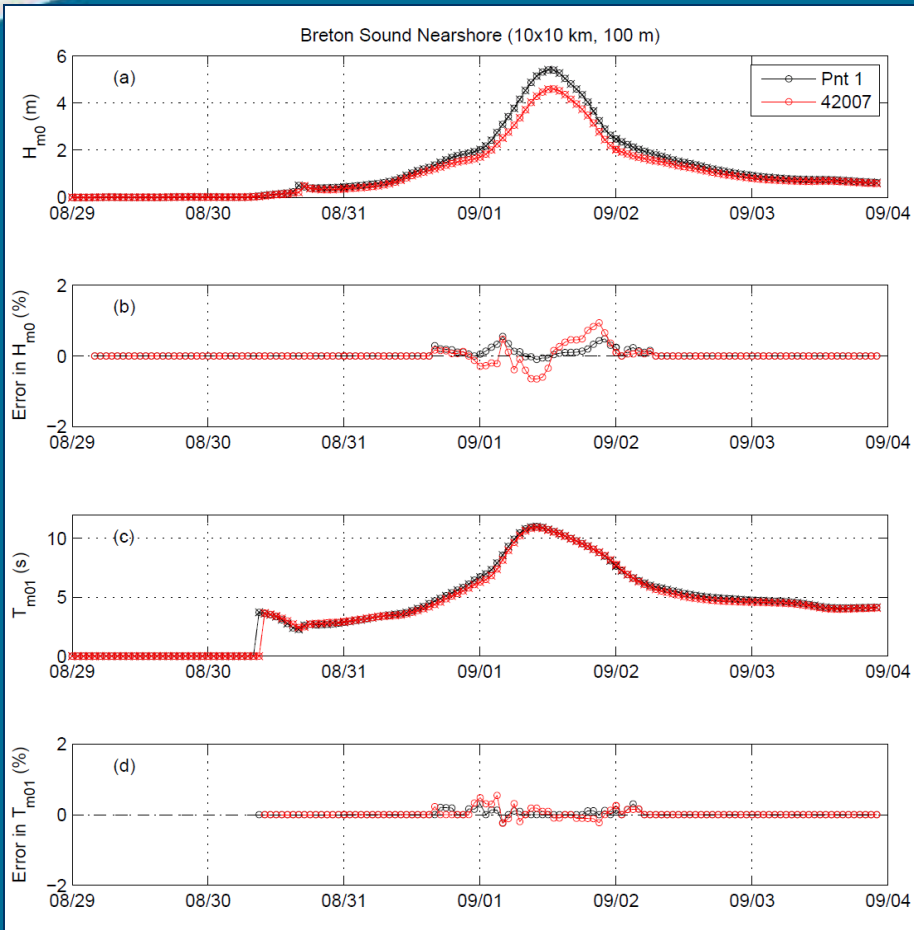 Breton Sound Nearshore (10x10 km, 100 m)
(a)
Pnt 1
42007
H_m0 (m)
6
4
2
0
08/29 08/30 08/31 09/01 09/02 09/03 09/04
(b)
Error in H_m0 (%)
2
0
−2
08/29 08/30 08/31 09/01 09/02 09/03 09/04
(c)
T_m01 (s)
10
5
0
08/29 08/30 08/31 09/01 09/02 09/03 09/04
(d)
Error in T_m01 (%)
2
0
−2
08/29 08/30 08/31 09/01 09/02 09/03 09/04